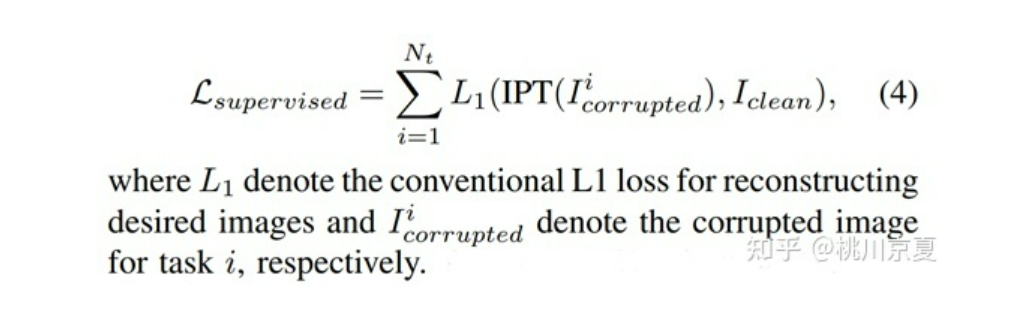 $\mathcal{L}_{supervised} = \sum_{i=1}^{N_t} L_1(\text{IPT}(I^i_{corrupted}), I_{clean}),$ (4)
where $L_1$ denote the conventional L1 loss for reconstructing
desired images and $I^i_{corrupted}$ denote the corrupted image
for task $i$, respectively.
知乎 @桃川京夏